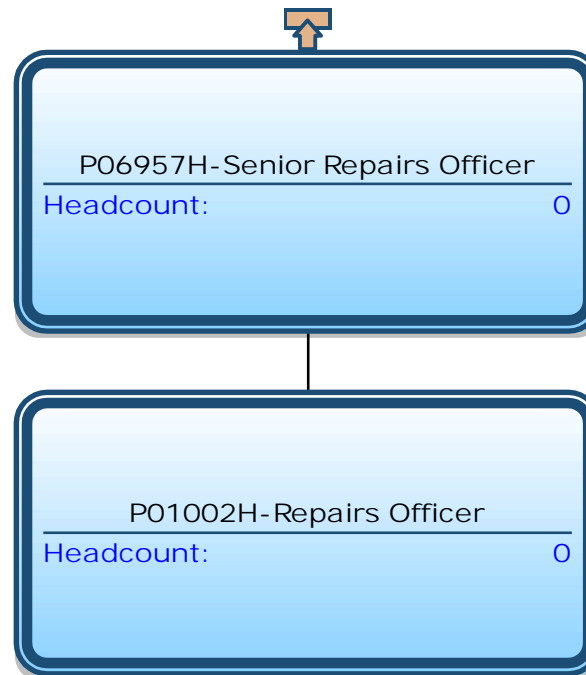 P06957H-Senior Repairs Officer
Headcount: 0
P01002H-Repairs Officer
Headcount: 0